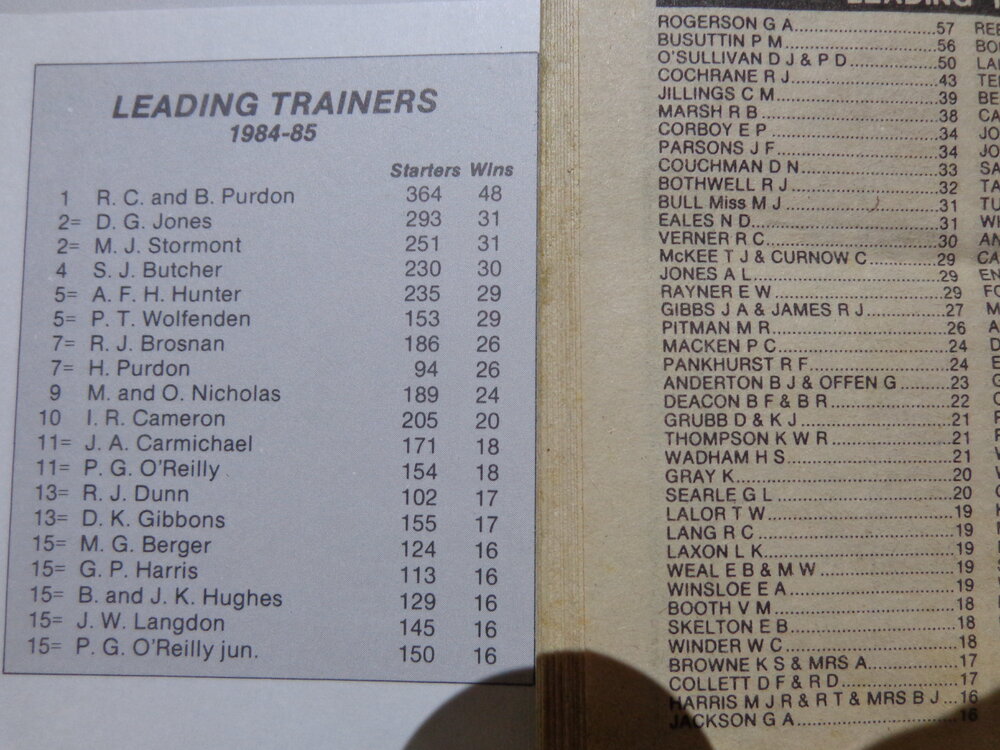 LEADING TRAINERS
1984-85
Starters Wins
1 R. C. and B. Purdon 364 48
2= D. G. Jones 293 31
2= M. J. Stormont 251 31
4 S. J. Butcher 230 30
5= A. F. H. Hunter 235 29
5= P. T. Wolfenden 153 29
7= R. J. Brosnan 186 26
7= H. Purdon 94 26
9 M. and O. Nicholas 189 24
10 I. R. Cameron 205 20
11= J. A. Carmichael 171 18
11= P. G. O'Reilly 154 18
13= R. J. Dunn 102 17
13= D. K. Gibbons 155 17
15= M. G. Berger 124 16
15= G. P. Harris 113 16
15= B. and J. K. Hughes 129 16
15= J. W. Langdon 145 16
15= P. G. O'Reilly jun. 150 16
LEADING
ROGERSON G A 57
BUSUTTIN P M 56
O'SULLIVAN D J & P D 50
COCHRANE R J 43
JILLINGS C M 39
MARSH R B 38
CORBOY E P 34
PARSONS J F 34
COUCHMAN D N 33
BOTHWELL R J 32
BULL Miss M J 31
EALES N D 31
VERNER R C 30
McKEE T J & CURNOW C 29
JONES A L 29
RAYNER E W 29
GIBBS J A & JAMES R J 27
PITMAN M R 26
MACKEN P C 24
PANKHURST R F 24
ANDERTON B J & OFFEN G 23
DEACON B F & B R 22
GRUBB D & K J 21
THOMPSON K W R 21
WADHAM H S 21
GRAY K 20
SEARLE G L 20
LALOR T W 19
LANG R C 19
LAXON L K 19
WEAL E B & M W 19
WINSLOE E A 19
BOOTH V M 18
SKELTON E B 18
WINDER W C 18
BROWNE K S & MRS A 17
COLLETT D F & R D 17
HARRIS M J R & R T & MRS B J 16
JACKSON G A 16